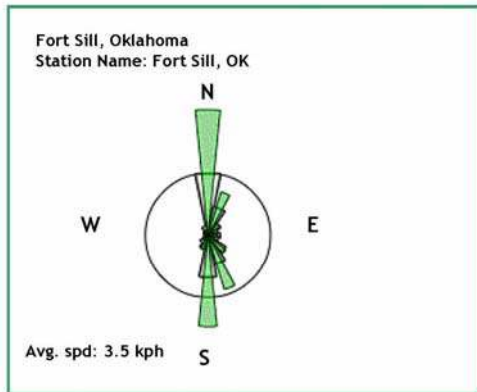 Fort Sill, Oklahoma
Station Name: Fort Sill, OK
N
W
E
Avg. spd: 3.5 kph
S